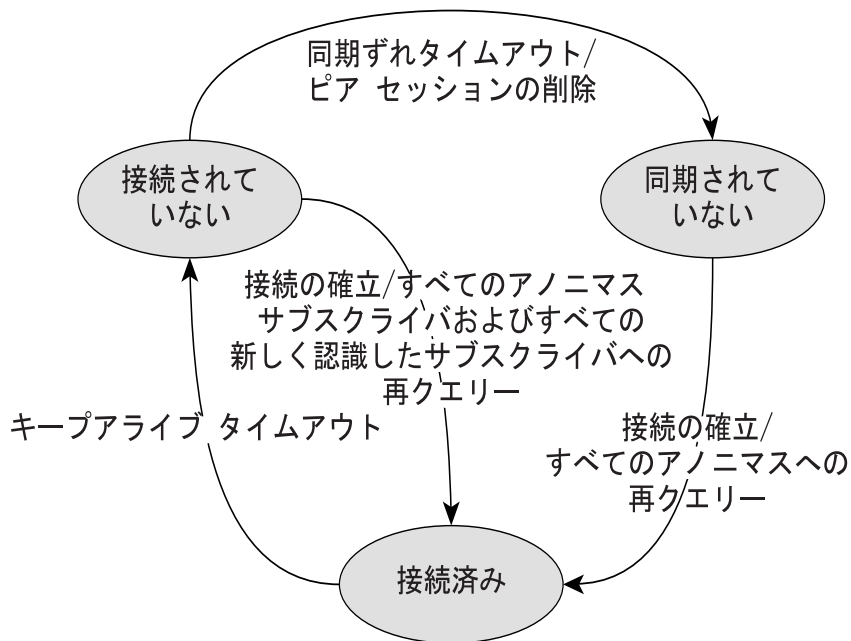 同期ずれタイムアウト/
ピア セッションの削除
接続されて
いない
同期されて
いない
接続の確立/すべてのアノニマス
サブスクライバおよびすべての
新しく認識したサブスクライバへの
再クエリー
キープアライブ タイムアウト
接続の確立/
すべてのアノニマスへの
再クエリー
接続済み